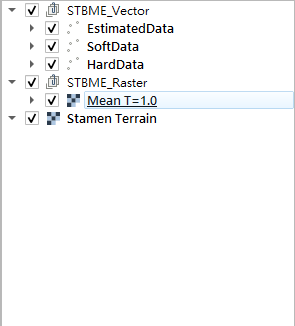 STBME_Vector
EstimatedData
SoftData
HardData
STBME_Raster
Mean T=1.0
Stamen Terrain